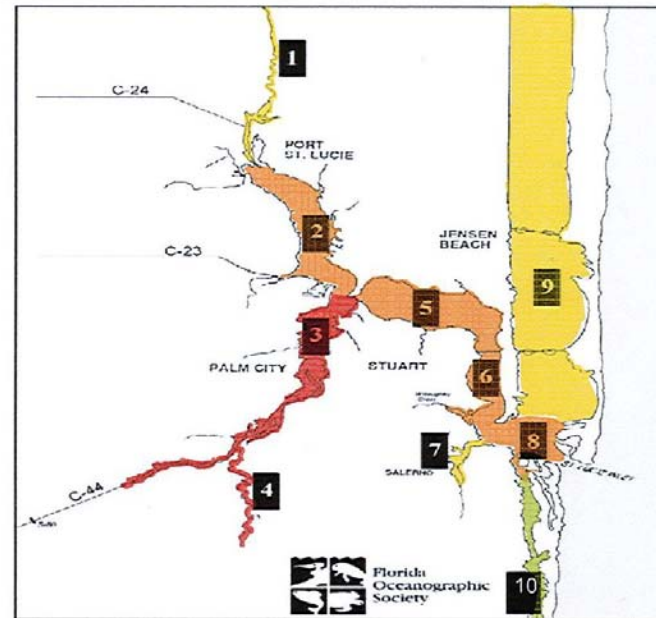 1
C-24
PORT
ST. LUCIE
2
JENSEN
BEACH
C-23
9
5
3
PALM CITY
STUART
6
7
8
SALERNO
C-44
4
Florida
Oceanographic
Society
10